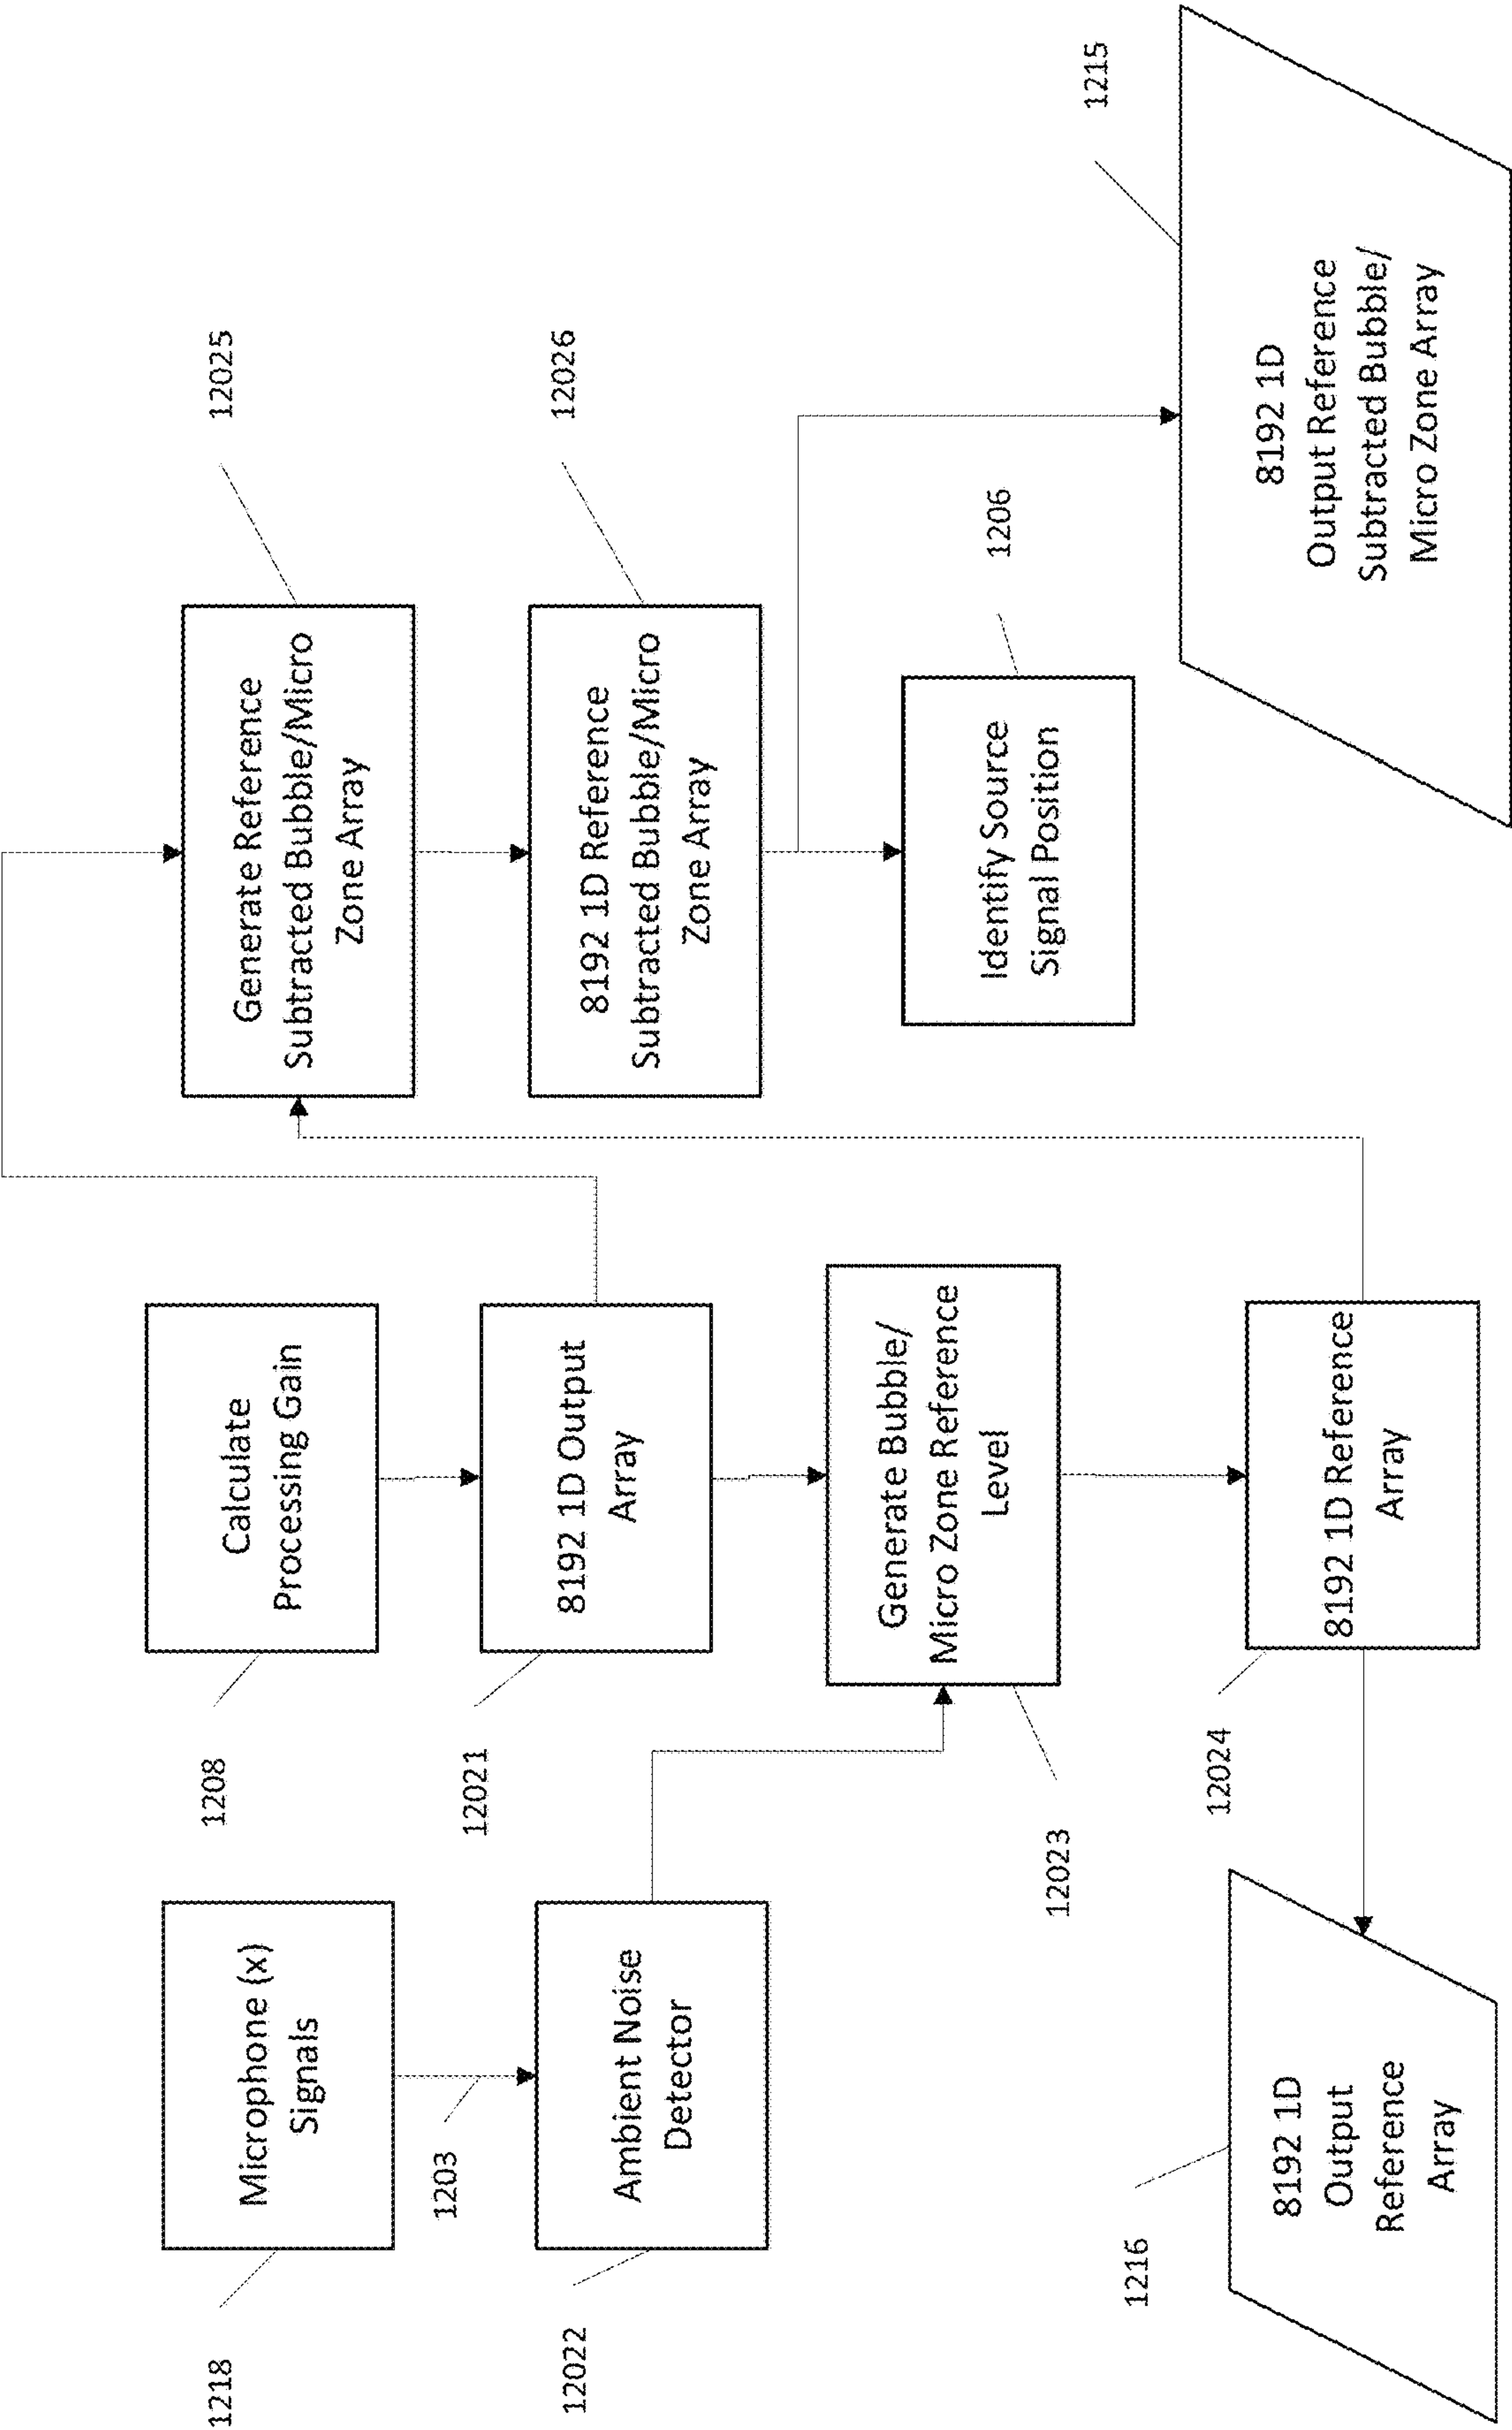 1218
Microphone (x)
Signals
1203
12022
Ambient Noise
Detector
1216
8192 1D
Output
Reference
Array
1208
Calculate
Processing Gain
12021
8192 1D Output
Array
12023
Generate Bubble/
Micro Zone Reference
Level
12024
8192 1D Reference
Array
12025
Generate Reference
Subtracted Bubble/Micro
Zone Array
12026
8192 1D Reference
Subtracted Bubble/Micro
Zone Array
1206
Identify Source
Signal Position
1215
8192 1D
Output Reference
Subtracted Bubble/
Micro Zone Array